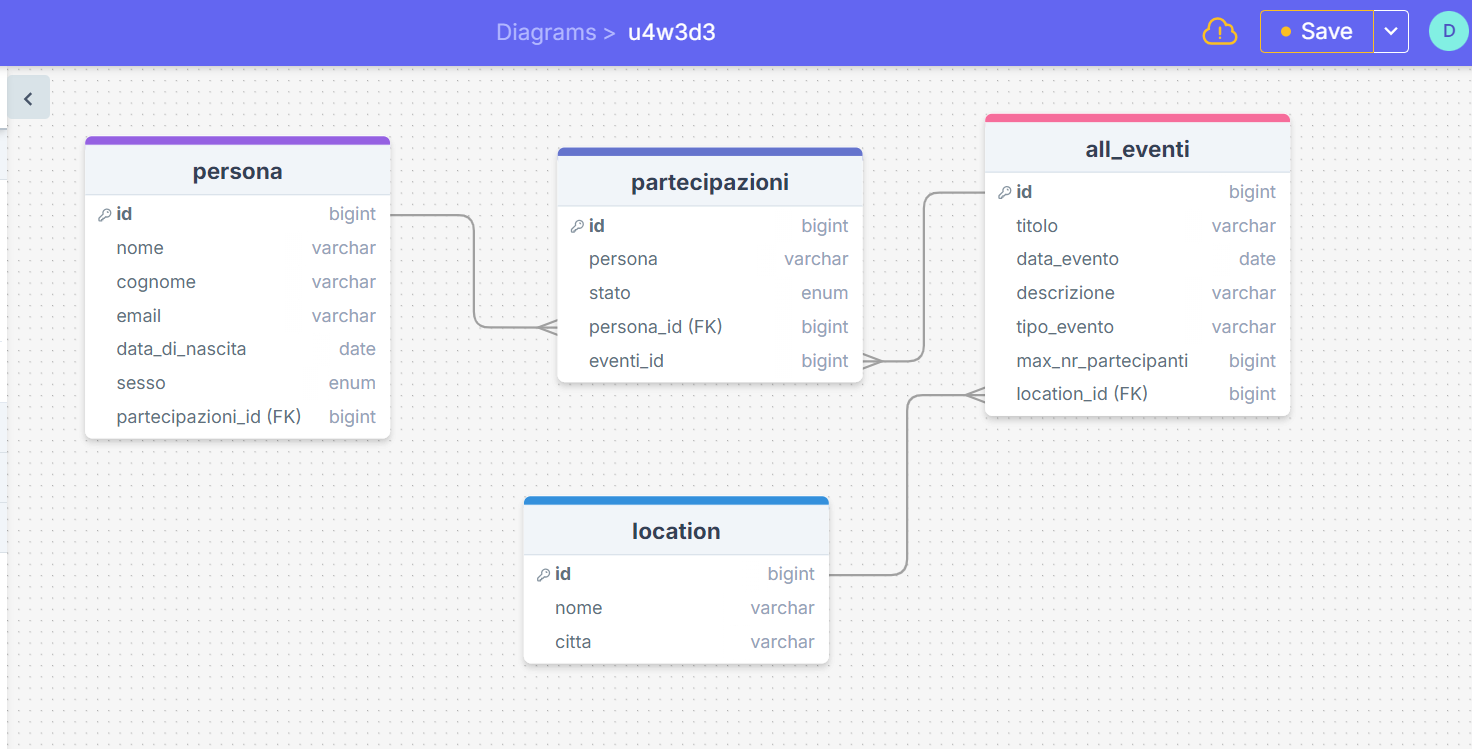 Diagrams > u4w3d3
Save
D
persona
id bigint
nome varchar
cognome varchar
email varchar
data_di_nascita date
sesso enum
partecipazioni_id (FK) bigint
partecipazioni
id bigint
persona varchar
stato enum
persona_id (FK) bigint
eventi_id bigint
all_eventi
id bigint
titolo varchar
data_evento date
descrizione varchar
tipo_evento varchar
max_nr_partecipanti bigint
location_id (FK) bigint
location
id bigint
nome varchar
citta varchar